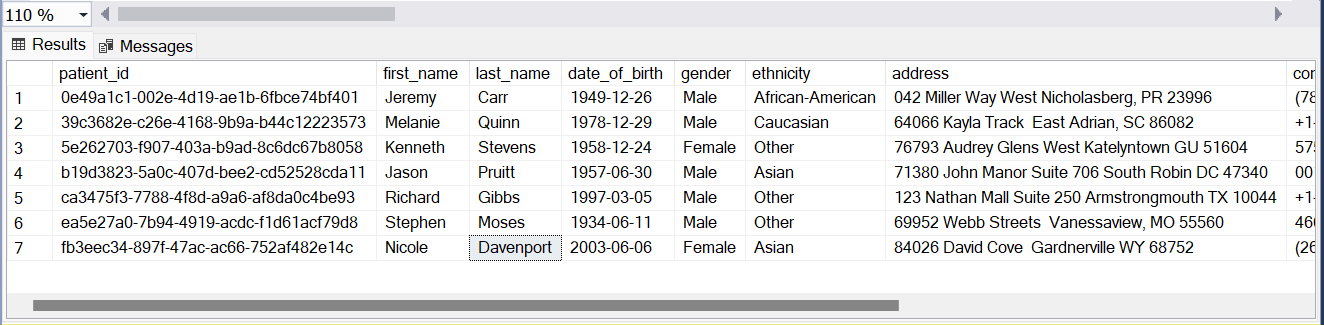 110 %
Results Messages
patient_id first_name last_name date_of_birth gender ethnicity address con
1 0e49a1c1-002e-4d19-ae1b-6fbce74bf401 Jeremy Carr 1949-12-26 Male African-American 042 Miller Way West Nicholasberg, PR 23996 (78
2 39c3682e-c26e-4168-9b9a-b44c12223573 Melanie Quinn 1978-12-29 Male Caucasian 64066 Kayla Track  East Adrian, SC 86082 +1-
3 5e262703-f907-403a-b9ad-8c6dc67b8058 Kenneth Stevens 1958-12-24 Female Other 76793 Audrey Glens West Katelyntown GU 51604 575
4 b19d3823-5a0c-407d-bee2-cd52528cda11 Jason Pruitt 1957-06-30 Male Asian 71380 John Manor Suite 706 South Robin DC 47340 00
5 ca3475f3-7788-4f8d-a9a6-af8da0c4be93 Richard Gibbs 1997-03-05 Male Other 123 Nathan Mall Suite 250 Armstrongmouth TX 10044 +1-
6 ea5e27a0-7b94-4919-acdc-f1d61acf79d8 Stephen Moses 1934-06-11 Male Other 69952 Webb Streets  Vanessaview, MO 55560 460
7 fb3eec34-897f-47ac-ac66-752af482e14c Nicole Davenport 2003-06-06 Female Asian 84026 David Cove  Gardnerville WY 68752 (26